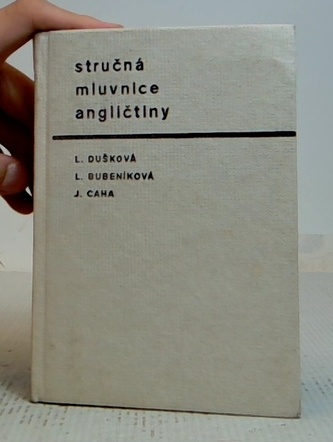 stručná
mluvnice
angličtiny
L. DUŠKOVÁ
L. BUBENÍKOVÁ
J. CAHA